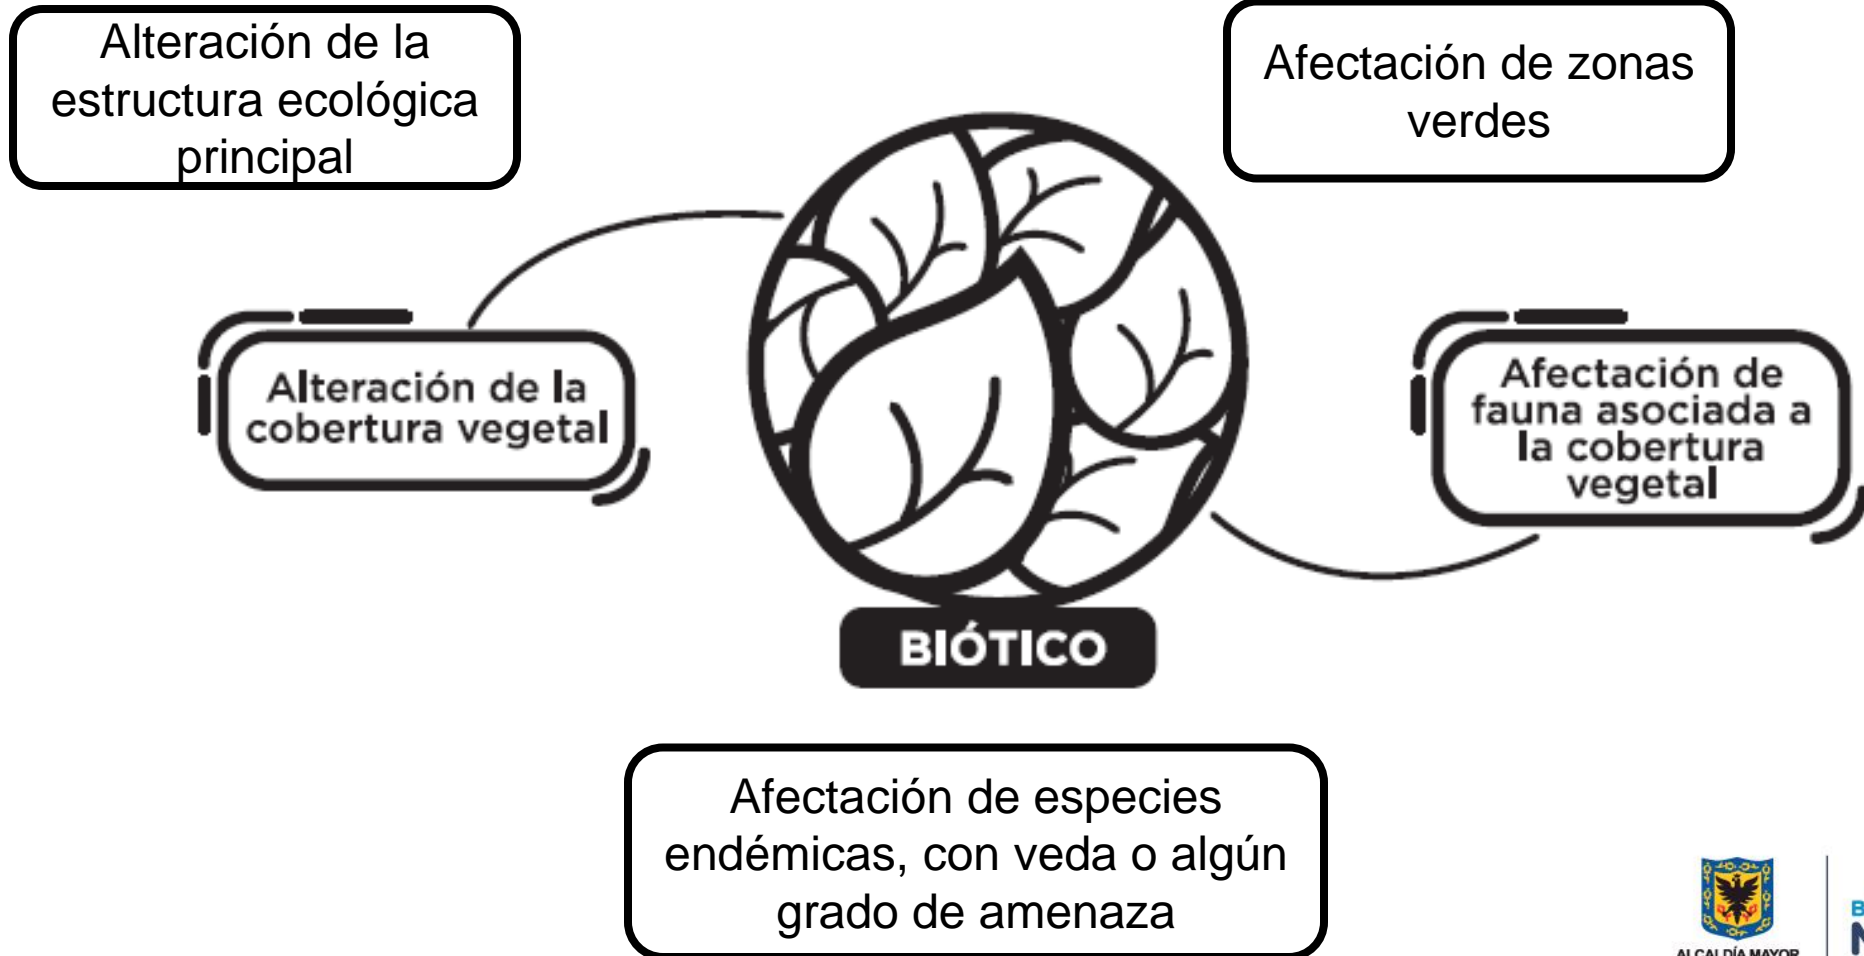 Alteración de la
estructura ecológica
principal
Afectación de zonas
verdes
Alteración de la
cobertura vegetal
Afectación de
fauna asociada a
la cobertura
vegetal
BIÓTICO
Afectación de especies
endémicas, con veda o algún
grado de amenaza
ALCALDÍA MAYOR